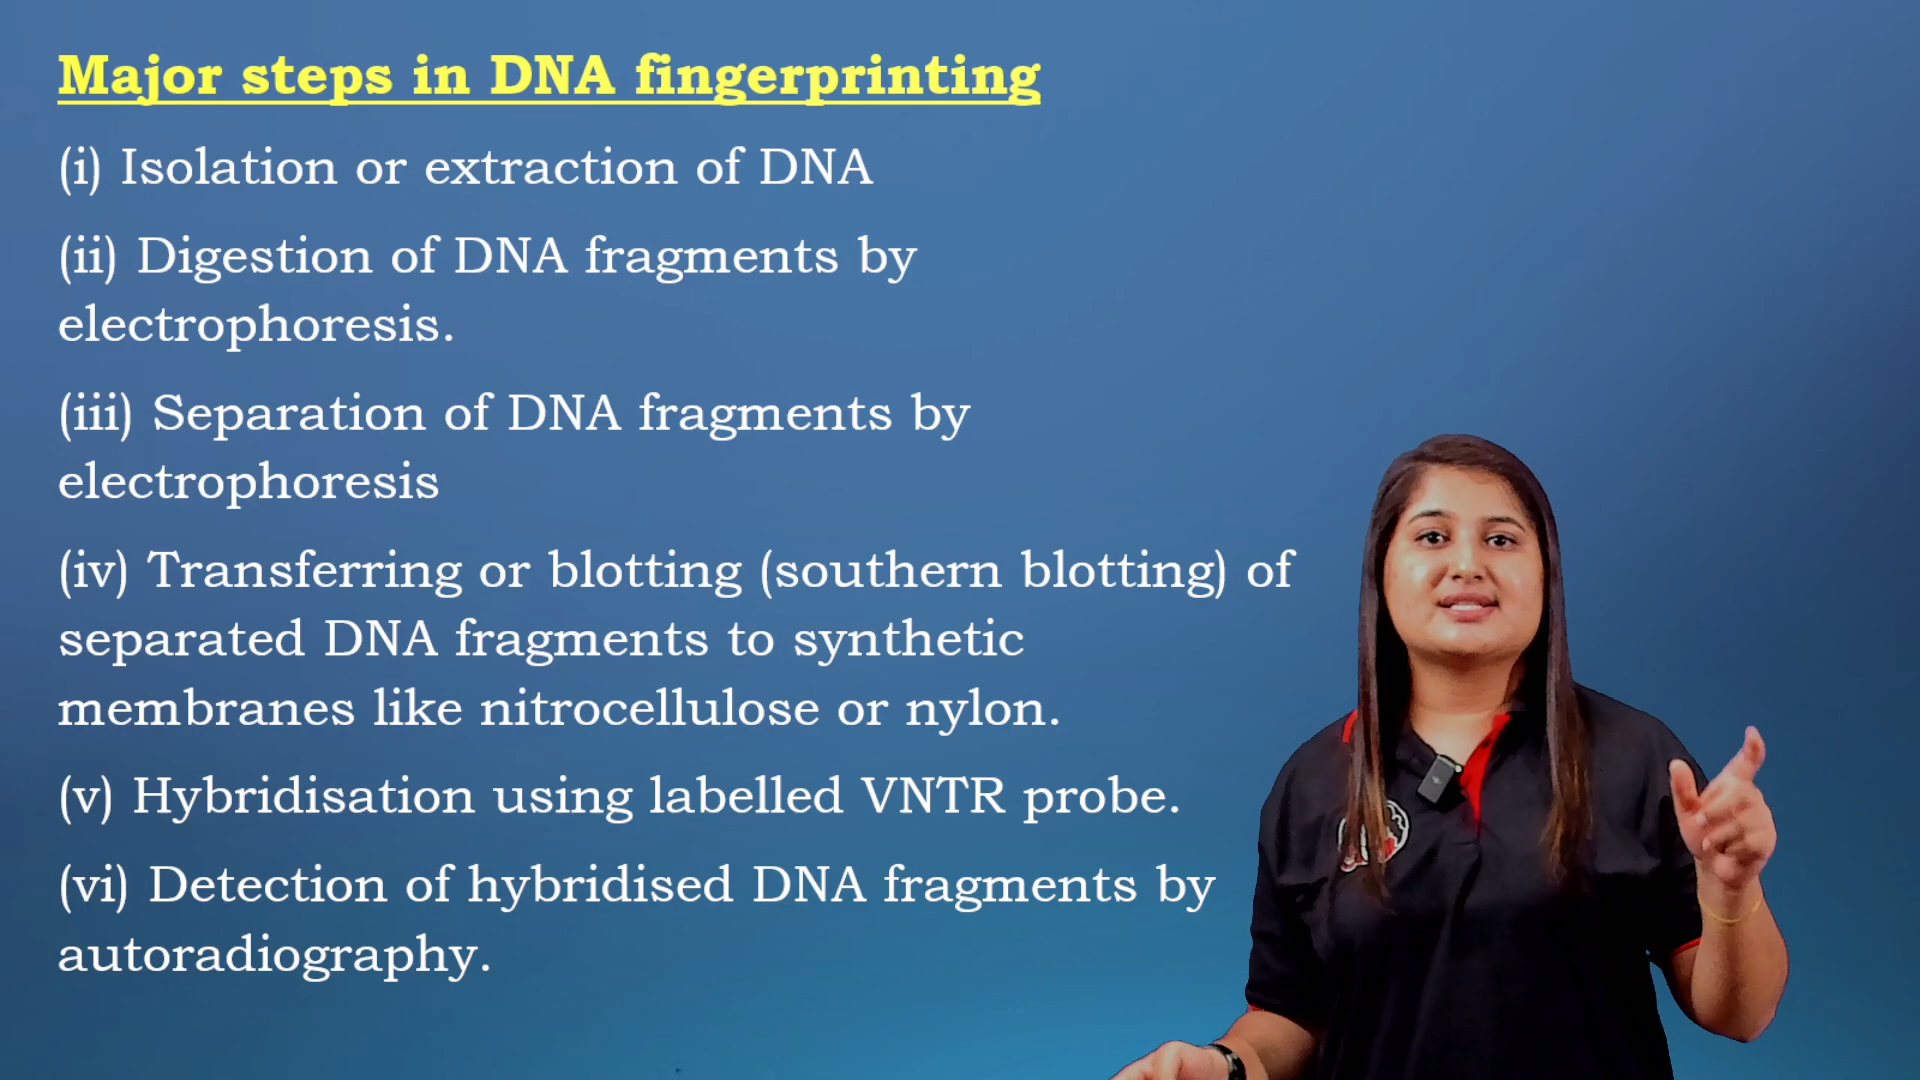 Major steps in DNA fingerprinting
(i) Isolation or extraction of DNA
(ii) Digestion of DNA fragments by
electrophoresis.
(iii) Separation of DNA fragments by
electrophoresis
(iv) Transferring or blotting (southern blotting) of
separated DNA fragments to synthetic
membranes like nitrocellulose or nylon.
(v) Hybridisation using labelled VNTR probe.
(vi) Detection of hybridised DNA fragments by
autoradiography.